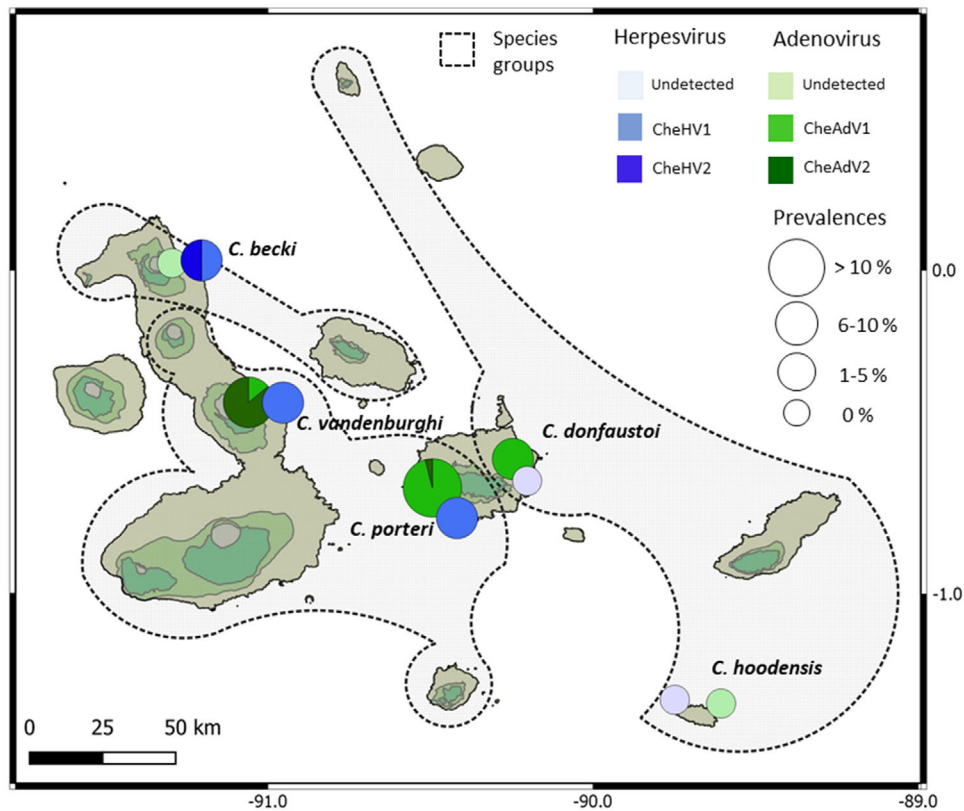 Species
groups
Herpesvirus
Undetected
CheHV1
CheHV2
Adenovirus
Undetected
CheAdV1
CheAdV2
Prevalences
> 10 %
6-10 %
1-5 %
0 %
C. becki
C. vandenburghi
C. donfaustoi
C. porteri
C. hoodensis
0.0
-1.0
0 25 50 km
-91.0 -90.0 -89.0